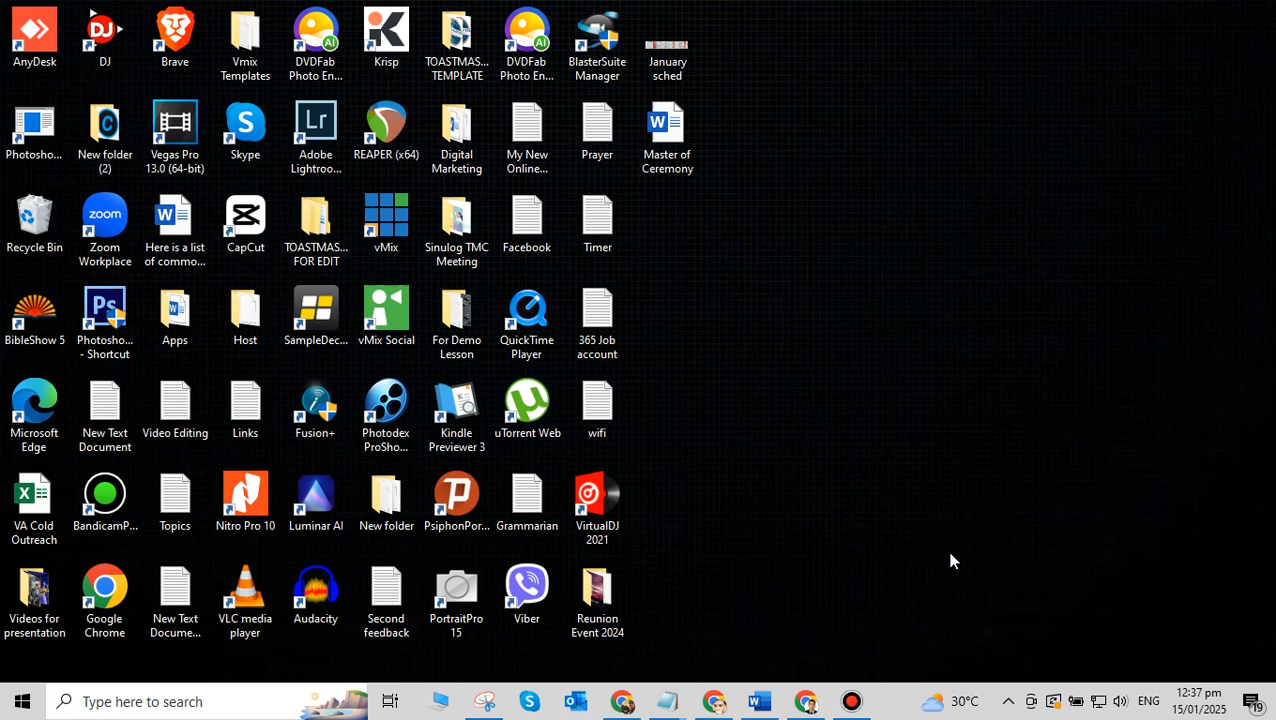 AnyDesk
DJ
Brave
Vmix
Templates
DVDFab
Photo En...
Krisp
TOASTMAS...
TEMPLATE
DVDFab
Photo En...
BlasterSuite
Manager
January
sched
Photosho...
New folder
(2)
Vegas Pro
13.0 (64-bit)
Skype
Adobe
Lightroo...
REAPER (x64)
Digital
Marketing
My New
Online...
Prayer
Master of
Ceremony
Recycle Bin
Zoom
Workplace
Here is a list
of commo...
CapCut
TOASTMAS...
FOR EDIT
vMix
Sinulog TMC
Meeting
Facebook
Timer
BibleShow 5
Photosho...
- Shortcut
Apps
Host
SampleDec...
vMix Social
For Demo
Lesson
QuickTime
Player
365 Job
account
Microsoft
Edge
New Text
Document
Video Editing
Links
Fusion+
Photodex
ProSho...
Kindle
Previewer 3
uTorrent Web
wifi
VA Cold
Outreach
BandicamP...
Topics
Nitro Pro 10
Luminar AI
New folder
PsiphonPor...
Grammarian
VirtualDJ
2021
Videos for
presentation
Google
Chrome
New Text
Docume...
VLC media
player
Audacity
Second
feedback
PortraitPro
15
Viber
Reunion
Event 2024
Type here to search
30°C
ENG
12:37 pm
15/01/2025
19